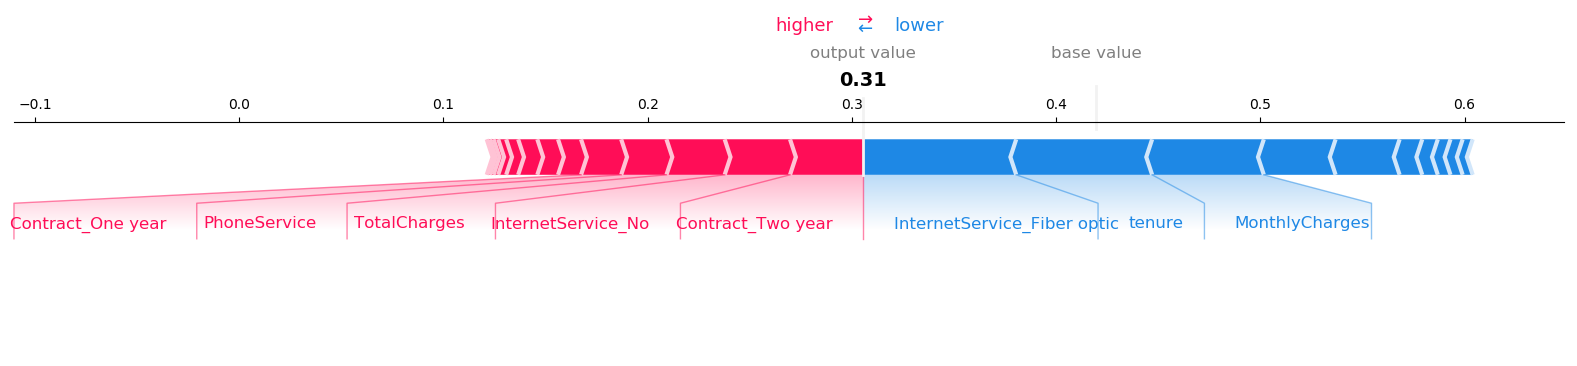 higher ⇄ lower
output value base value
0.31
−0.1 0.0 0.1 0.2 0.3 0.4 0.5 0.6
Contract_One year PhoneService TotalCharges InternetService_No Contract_Two year InternetService_Fiber optic tenure MonthlyCharges